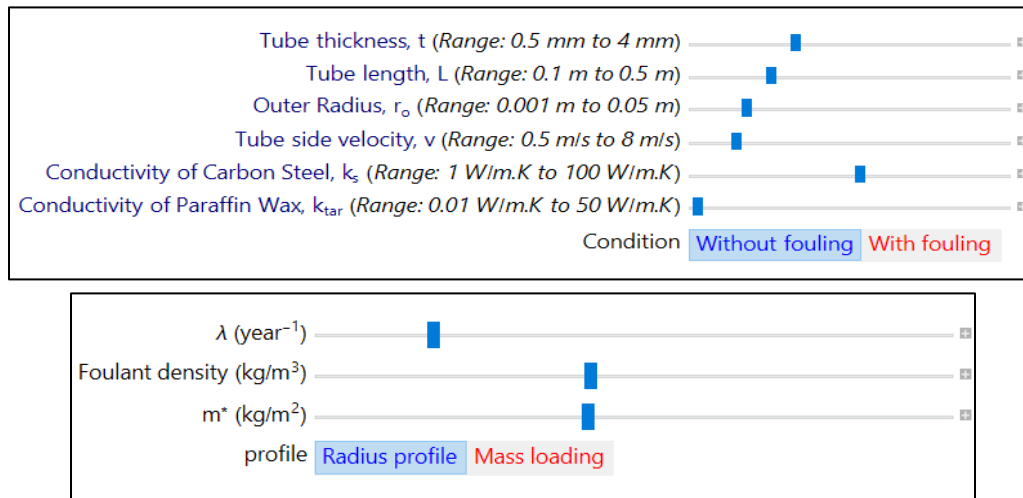 Tube thickness, t (Range: 0.5 mm to 4 mm)
Tube length, L (Range: 0.1 m to 0.5 m)
Outer Radius, rₒ (Range: 0.001 m to 0.05 m)
Tube side velocity, v (Range: 0.5 m/s to 8 m/s)
Conductivity of Carbon Steel, kₛ (Range: 1 W/m.K to 100 W/m.K)
Conductivity of Paraffin Wax, kₜₐᵣ (Range: 0.01 W/m.K to 50 W/m.K)
Condition Without fouling With fouling
λ (year⁻¹)
Foulant density (kg/m³)
m* (kg/m²)
profile Radius profile Mass loading